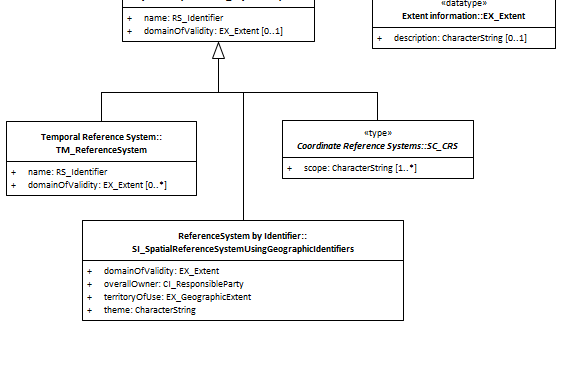 + name: RS_Identifier
+ domainOfValidity: EX_Extent [0..1]
«datatype»
Extent information::EX_Extent
+ description: CharacterString [0..1]
Temporal Reference System::
TM_ReferenceSystem
+ name: RS_Identifier
+ domainOfValidity: EX_Extent [0..*]
«type»
Coordinate Reference Systems::SC_CRS
+ scope: CharacterString [1..*]
ReferenceSystem by Identifier::
SI_SpatialReferenceSystemUsingGeographicIdentifiers
+ domainOfValidity: EX_Extent
+ overallOwner: CI_ResponsibleParty
+ territoryOfUse: EX_GeographicExtent
+ theme: CharacterString